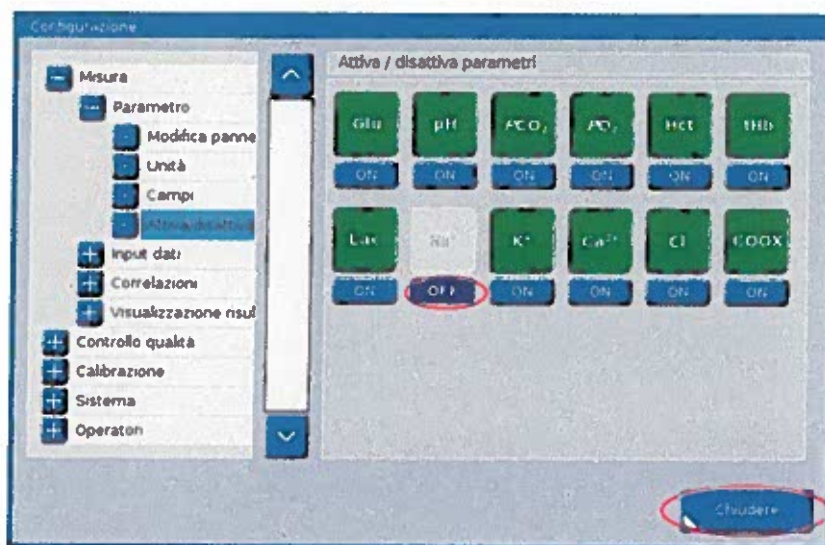 Configurazione
Misura
Parametro
Modifica panne
Unità
Campi
Attiva/disattiva
Input dati
Correlazioni
Visualizzazione risul
Controllo qualità
Calibrazione
Sistema
Operatori
Attiva / disattiva parametri
Glu pH PCO₂ PO₂ Hct tHb
ON ON ON ON ON ON
Lac Na⁺ K⁺ Ca²⁺ Cl⁻ COOX
ON OFF ON ON ON ON
Chiudere